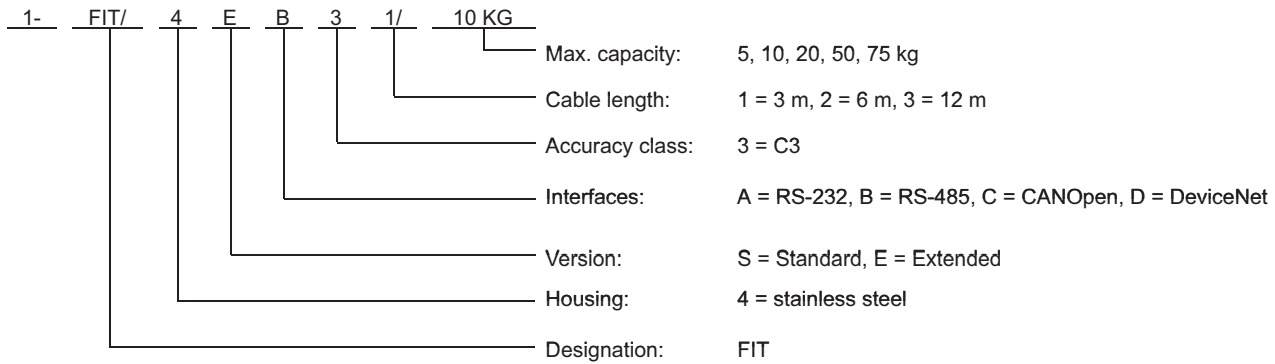 1- FIT/ 4 E B 3 1/ 10 KG
Max. capacity: 5, 10, 20, 50, 75 kg
Cable length: 1 = 3 m, 2 = 6 m, 3 = 12 m
Accuracy class: 3 = C3
Interfaces: A = RS-232, B = RS-485, C = CANOpen, D = DeviceNet
Version: S = Standard, E = Extended
Housing: 4 = stainless steel
Designation: FIT